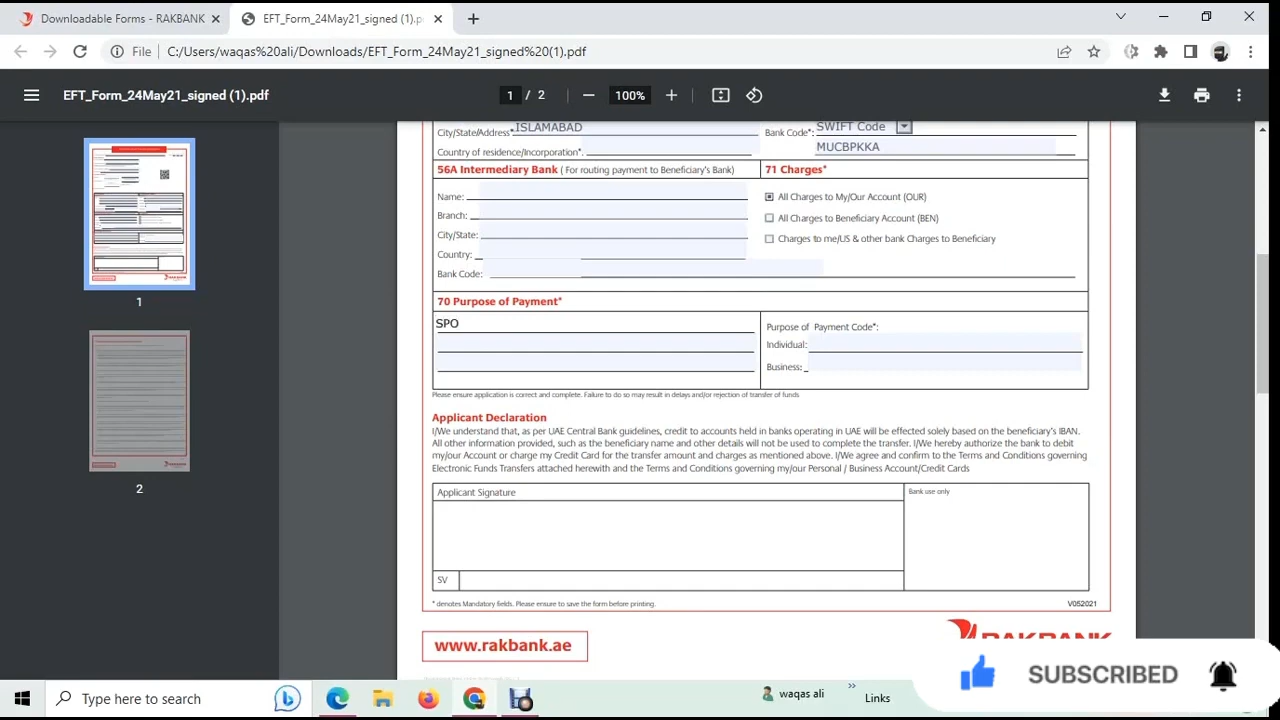 Downloadable Forms - RAKBANK
EFT_Form_24May21_signed (1).p
File
C:/Users/waqas%20ali/Downloads/EFT_Form_24May21_signed%20(1).pdf
EFT_Form_24May21_signed (1).pdf
1 / 2
100%
City/State/Address*. ISLAMABAD
Bank Code*: SWIFT Code
Country of residence/Incorporation*.
MUCBPKKA
56A Intermediary Bank ( For routing payment to Beneficiary's Bank)
71 Charges*
Name:
All Charges to My/Our Account (OUR)
Branch:
All Charges to Beneficiary Account (BEN)
City/State:
Charges to me/US & other bank Charges to Beneficiary
Country:
Bank Code:
70 Purpose of Payment*
SPO
Purpose of Payment Code*:
Individual:
Business:
Please ensure application is correct and complete. Failure to do so may result in delays and/or rejection of transfer of funds
Applicant Declaration
I/We understand that, as per UAE Central Bank guidelines, credit to accounts held in banks operating in UAE will be effected solely based on the beneficiary's IBAN.
All other information provided, such as the beneficiary name and other details will not be used to complete the transfer. I/We hereby authorize the bank to debit
my/our Account or charge my Credit Card for the transfer amount and charges as mentioned above. I/We agree and confirm to the Terms and Conditions governing
Electronic Funds Transfers attached herewith and the Terms and Conditions governing my/our Personal / Business Account/Credit Cards
Applicant Signature
Bank use only
SV
* denotes Mandatory fields. Please ensure to save the form before printing.
V052021
www.rakbank.ae
RAKBANK
1
2
SUBSCRIBED
Type here to search
waqas ali
Links